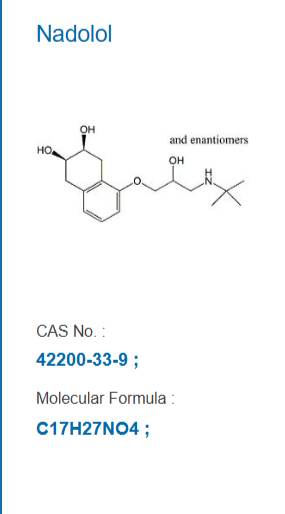 Nadolol
OH
HO
and enantiomers
OH
O
H
N
CAS No. :
42200-33-9 ;
Molecular Formula :
C17H27NO4 ;